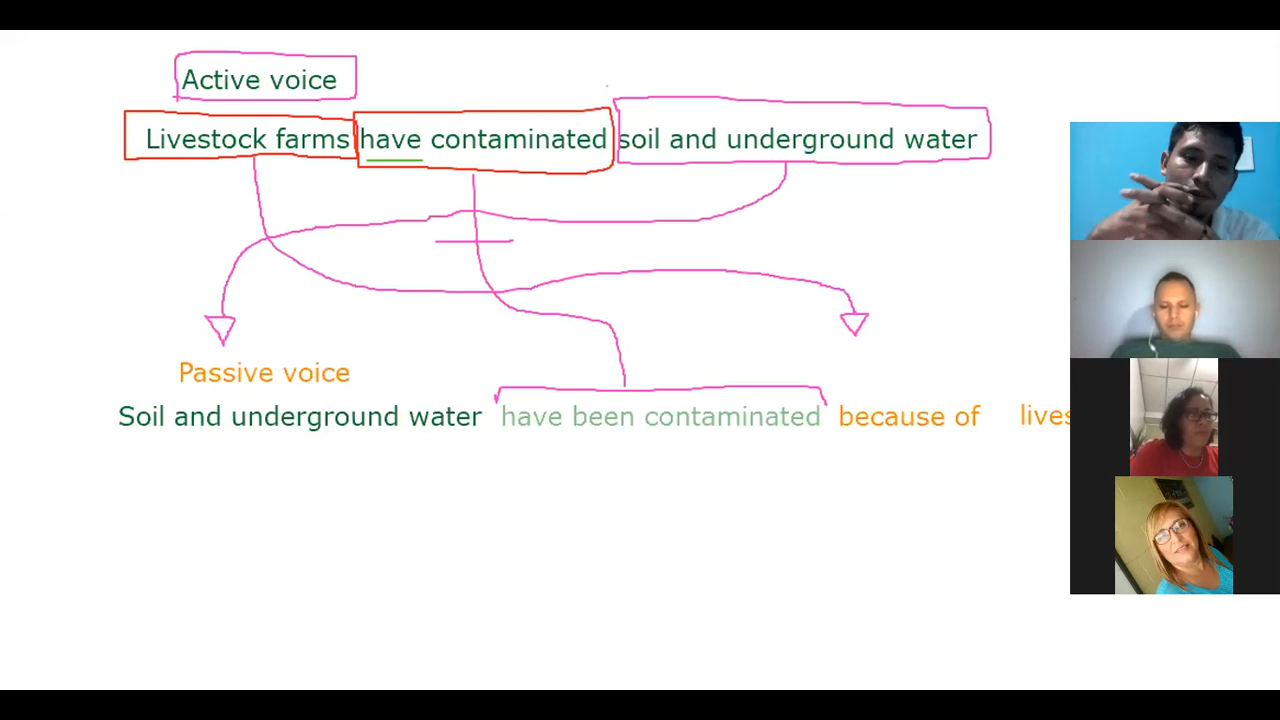 Active voice
Livestock farms have contaminated soil and underground water
Passive voice
Soil and underground water have been contaminated because of lives